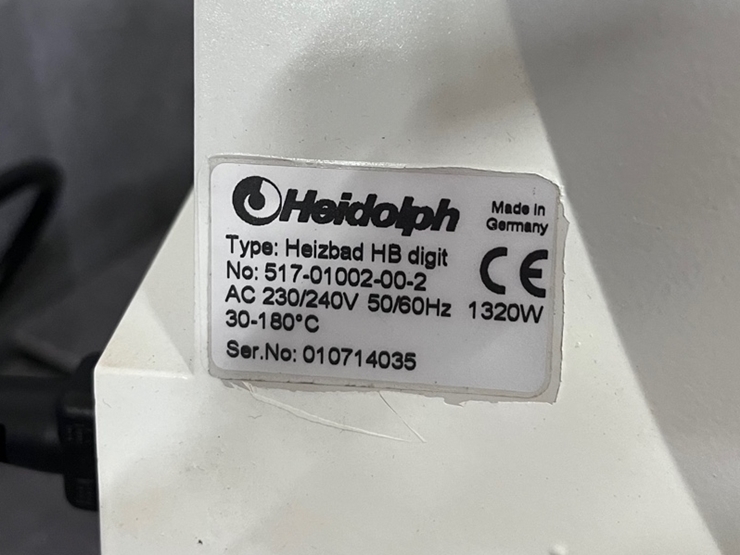 Heidolph
Made in
Germany
Type: Heizbad HB digit
No: 517-01002-00-2
CE
AC 230/240V 50/60Hz 1320W
30-180°C
Ser.No: 010714035